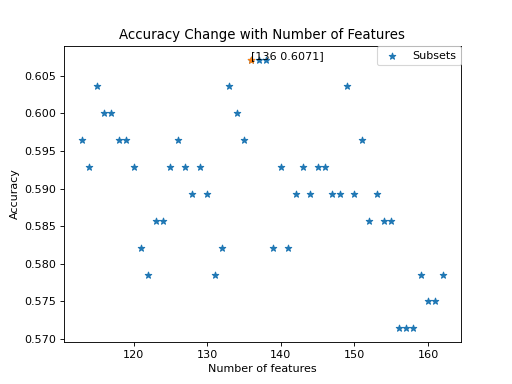 Accuracy Change with Number of Features
[136 0.6071]
Subsets
0.605
0.600
0.595
0.590
0.585
0.580
0.575
0.570
Accuracy
120 130 140 150 160
Number of features